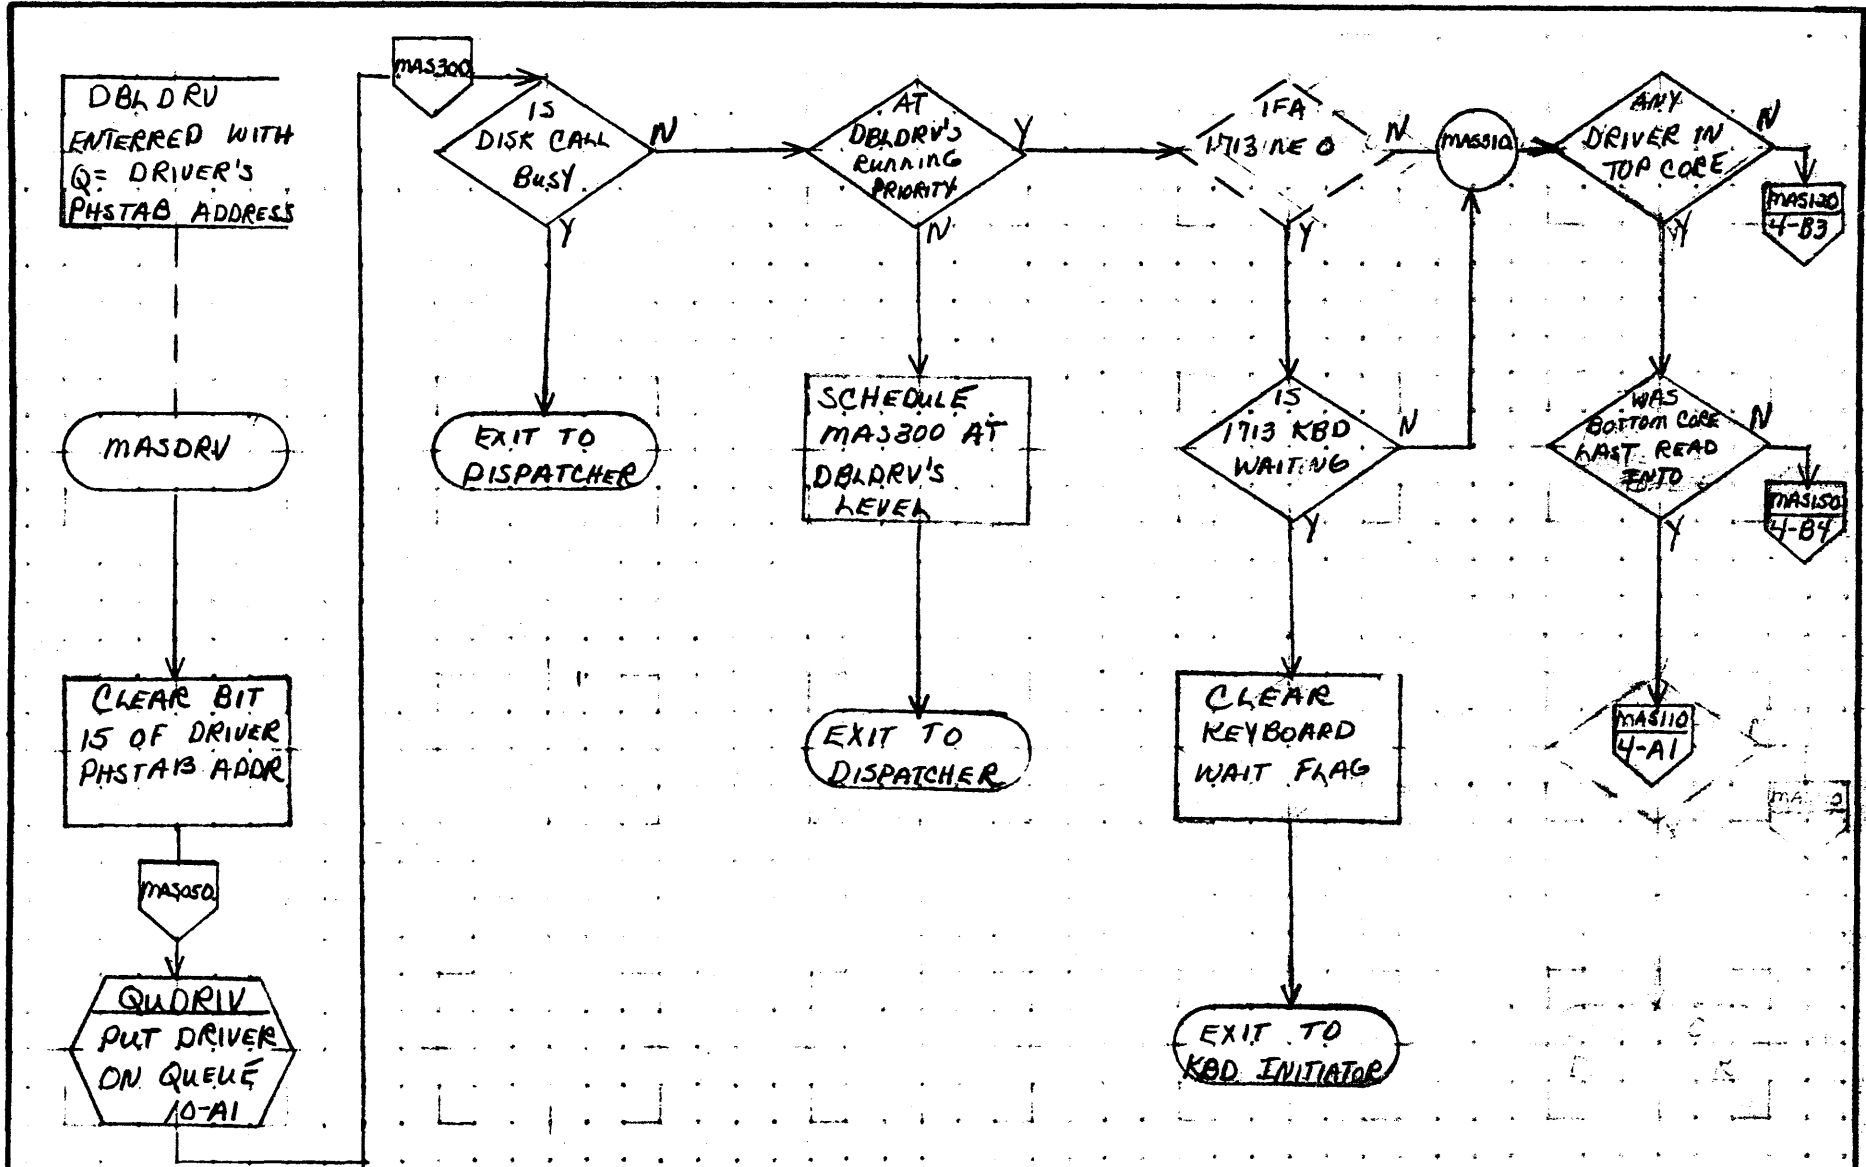 DBLDRV
ENTERRED WITH
Q= DRIVER'S
PHSTAB ADDRESS
MASDRV
CLEAR BIT
15 OF DRIVER
PHSTAB ADDR
MAS050
QUDRIV
PUT DRIVER
ON QUEUE
10-A1
MAS300
IS
DISK CALL
BUSY
N
Y
EXIT TO
DISPATCHER
AT
DBLDRV'S
RUNNING
PRIORITY
Y
N
SCHEDULE
MAS300 AT
DBLDRV'S
LEVEL
EXIT TO
DISPATCHER
IFA
1713 NE 0
N
Y
IS
1713 KBD
WAITING
N
Y
CLEAR
KEYBOARD
WAIT FLAG
EXIT TO
KBD INITIATOR
MAS310
ANY
DRIVER IN
TOP CORE
N
MAS120
4-B3
Y
WAS
BOTTOM CORE
LAST READ
INTO
N
MAS150
4-B4
Y
MAS110
4-A1